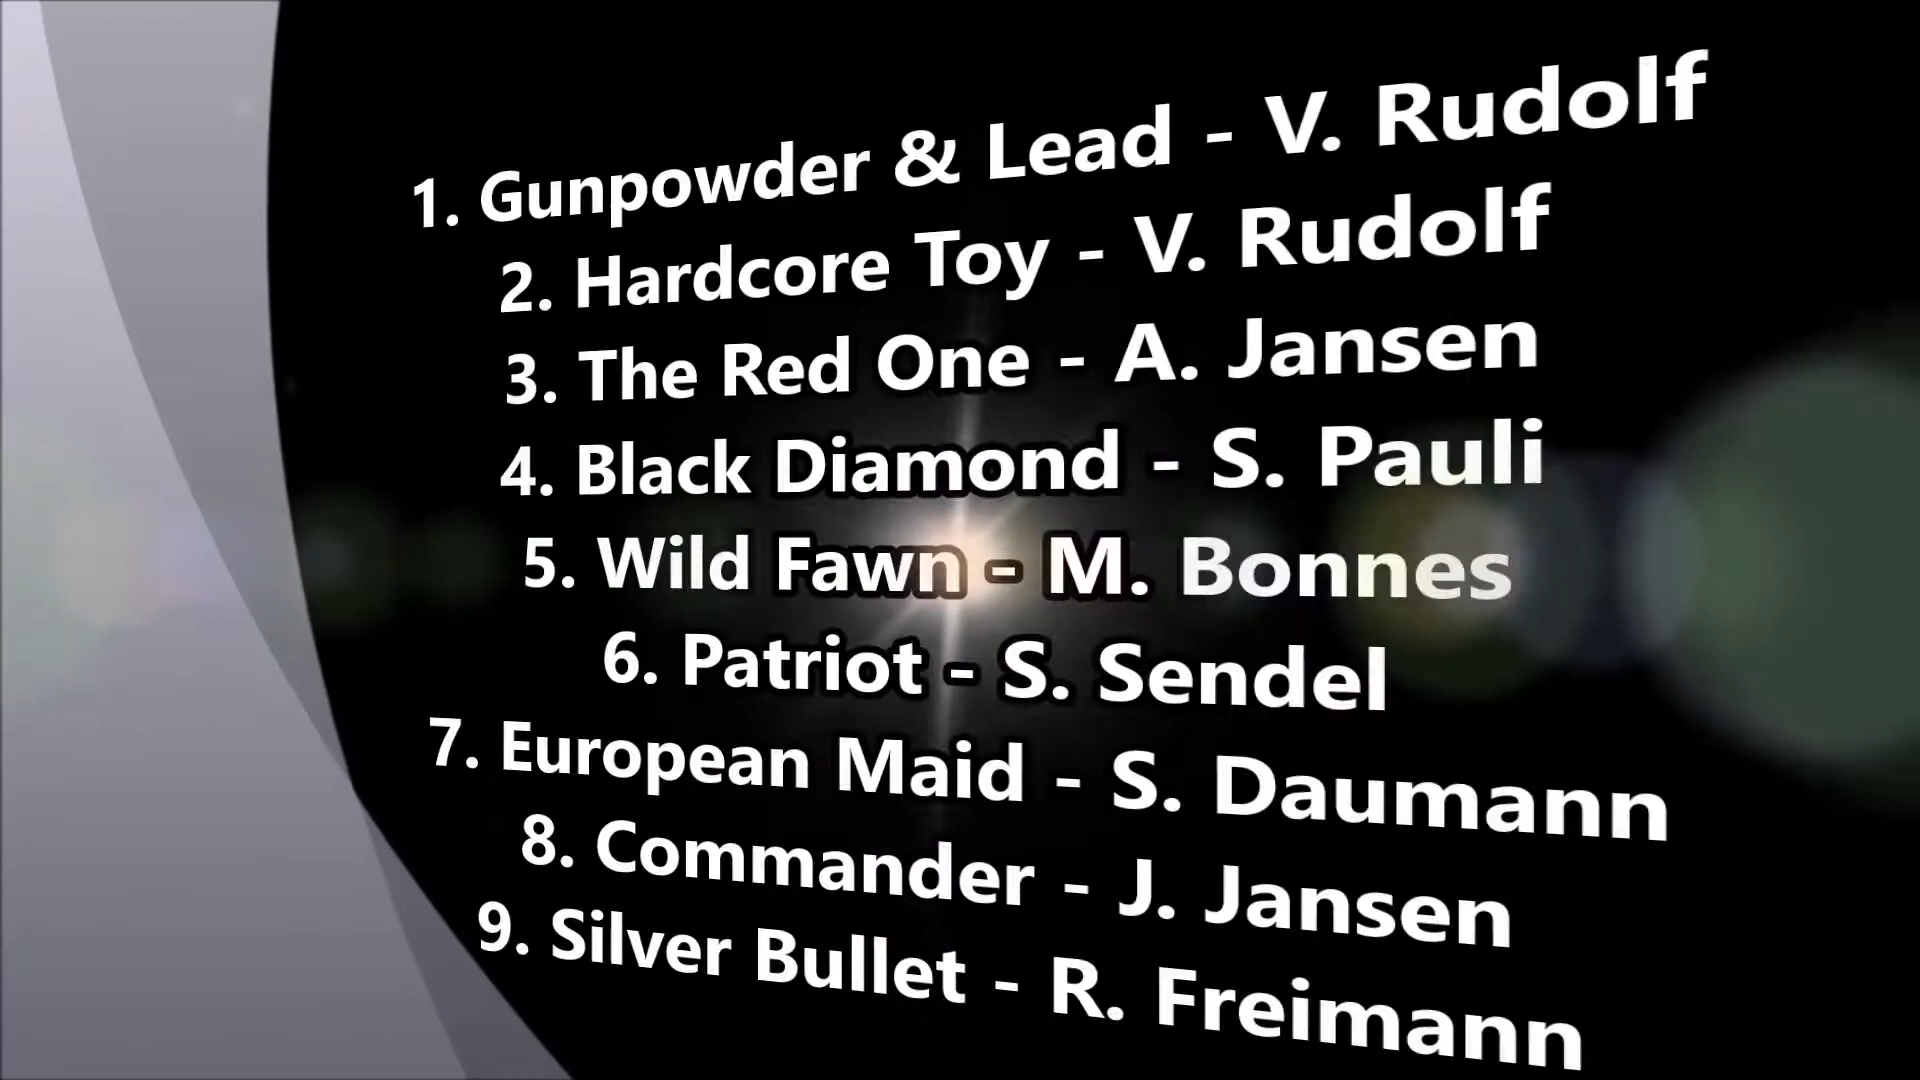 1. Gunpowder & Lead - V. Rudolf
2. Hardcore Toy - V. Rudolf
3. The Red One - A. Jansen
4. Black Diamond - S. Pauli
5. Wild Fawn - M. Bonnes
6. Patriot - S. Sendel
7. European Maid - S. Daumann
8. Commander - J. Jansen
9. Silver Bullet - R. Freimann